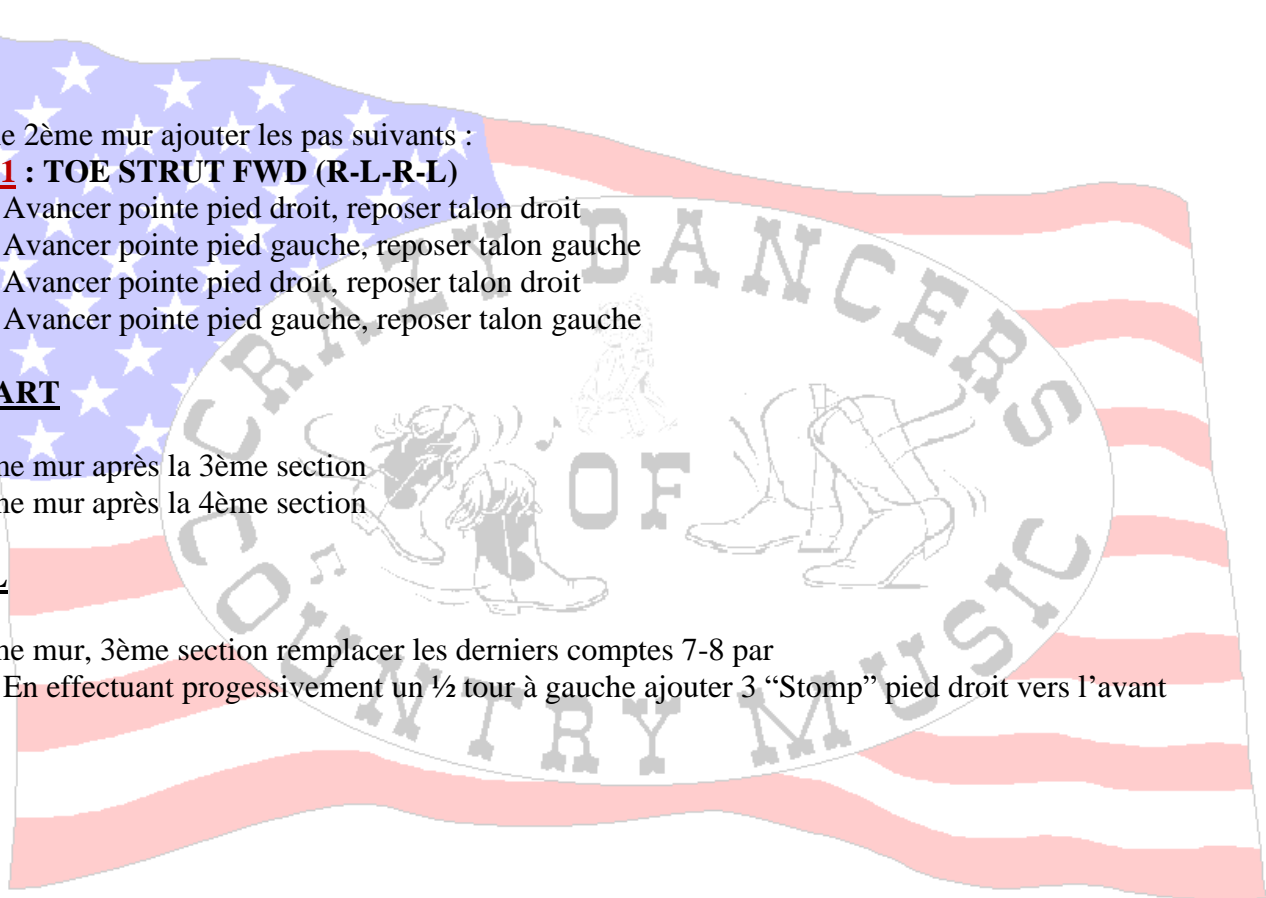 e 2ème mur ajouter les pas suivants :
1 : TOE STRUT FWD (R-L-R-L)
Avancer pointe pied droit, reposer talon droit
Avancer pointe pied gauche, reposer talon gauche
Avancer pointe pied droit, reposer talon droit
Avancer pointe pied gauche, reposer talon gauche
ART
ne mur après la 3ème section
ne mur après la 4ème section
L
ne mur, 3ème section remplacer les derniers comptes 7-8 par
En effectuant progessivement un ½ tour à gauche ajouter 3 “Stomp” pied droit vers l’avant
CRAZY DANCERS
OF
COUNTRY MUSIC